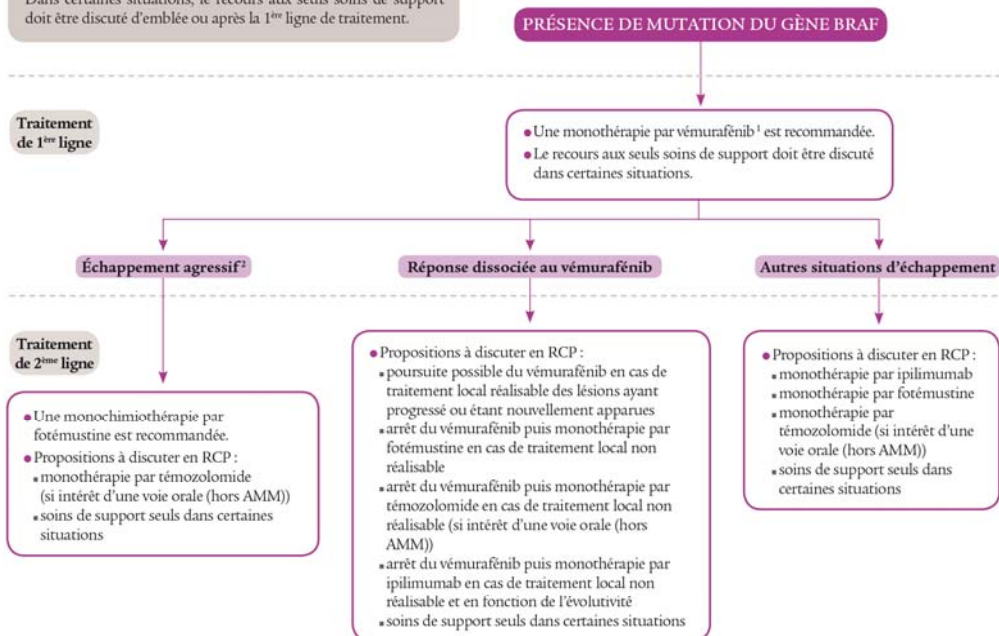 Dans certaines situations, le recours aux seuls soins de support
doit être discuté d'emblée ou après la 1ère ligne de traitement.
PRÉSENCE DE MUTATION DU GÈNE BRAF
Traitement
de 1ère ligne
● Une monothérapie par vémurafénib¹ est recommandée.
● Le recours aux seuls soins de support doit être discuté
dans certaines situations.
Échappement agressif²
Réponse dissociée au vémurafénib
Autres situations d'échappement
Traitement
de 2ème ligne
● Une monochimiothérapie par
fotémustine est recommandée.
● Propositions à discuter en RCP :
▪ monothérapie par témozolomide
(si intérêt d'une voie orale (hors AMM))
▪ soins de support seuls dans certaines
situations
● Propositions à discuter en RCP :
▪ poursuite possible du vémurafénib en cas de
traitement local réalisable des lésions ayant
progressé ou étant nouvellement apparues
▪ arrêt du vémurafénib puis monothérapie par
fotémustine en cas de traitement local non
réalisable
▪ arrêt du vémurafénib puis monothérapie par
témozolomide en cas de traitement local non
réalisable (si intérêt d'une voie orale (hors
AMM))
▪ arrêt du vémurafénib puis monothérapie par
ipilimumab en cas de traitement local non
réalisable et en fonction de l'évolutivité
▪ soins de support seuls dans certaines situations
● Propositions à discuter en RCP :
▪ monothérapie par ipilimumab
▪ monothérapie par fotémustine
▪ monothérapie par
témozolomide (si intérêt d'une
voie orale (hors AMM))
▪ soins de support seuls dans
certaines situations